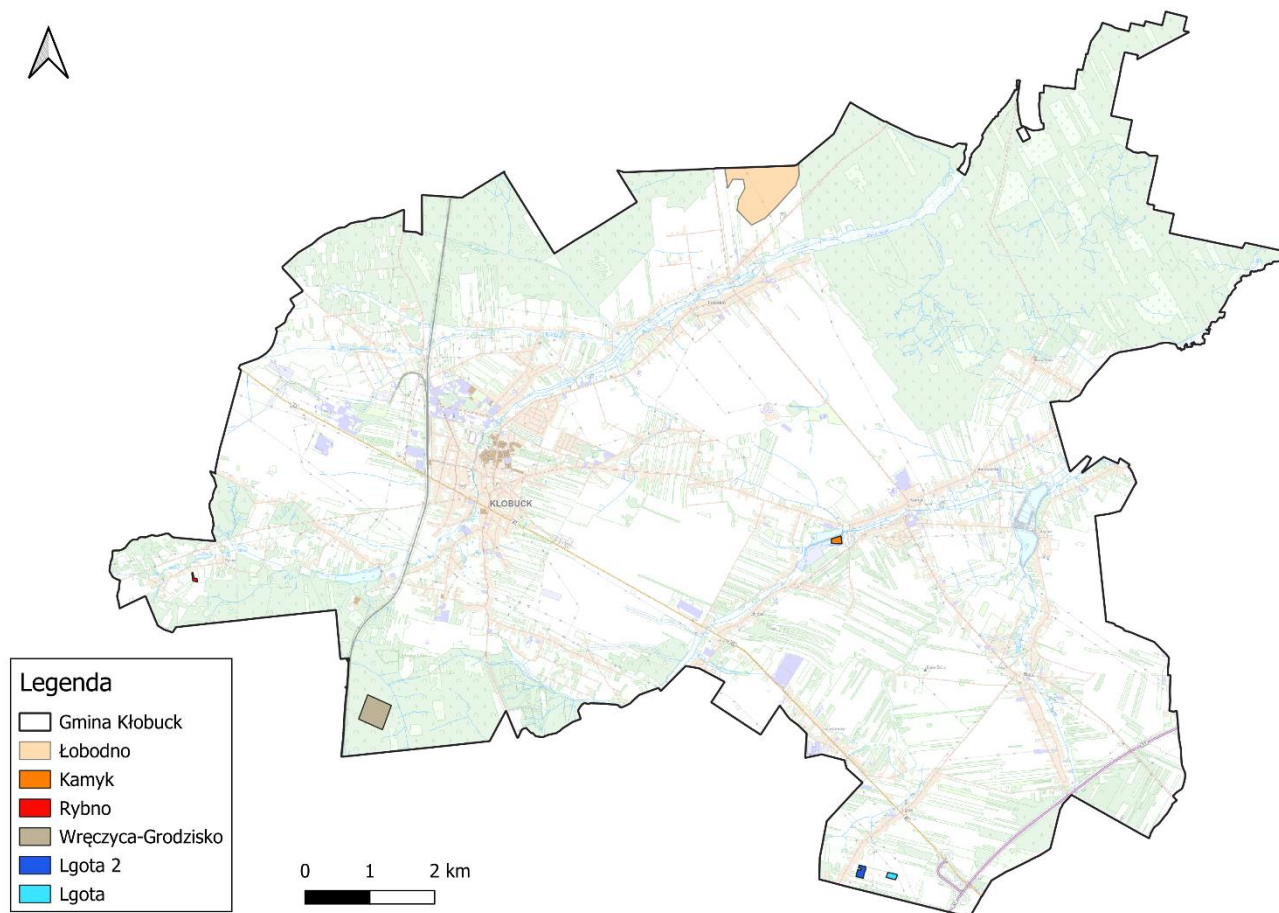 KŁOBUCK
Legenda
Gmina Kłobuck
Łobodno
Kamyk
Rybno
Wręczyca-Grodzisko
Lgota 2
Lgota
0 1 2 km